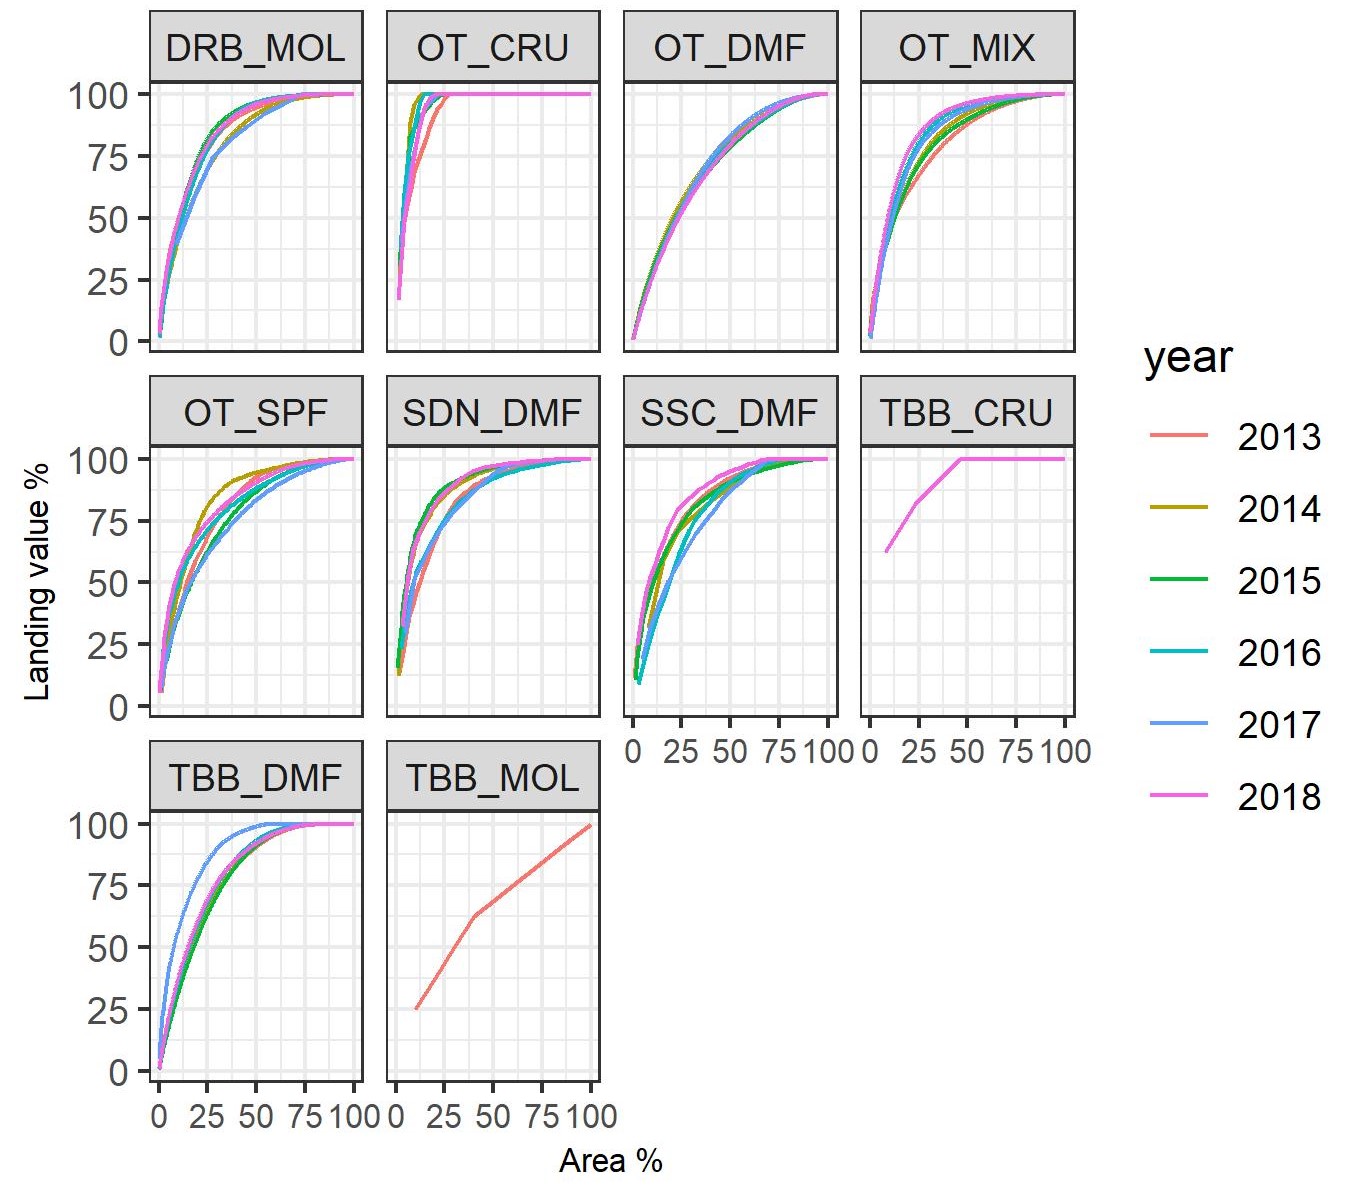 DRB_MOL OT_CRU OT_DMF OT_MIX
100
75
50
25
0
OT_SPF SDN_DMF SSC_DMF TBB_CRU
100
75
50
25
0
0 25 50 75 100 0 25 50 75 100
TBB_DMF TBB_MOL
100
75
50
25
0
0 25 50 75 100 0 25 50 75 100
Landing value %
Area %
year
2013
2014
2015
2016
2017
2018